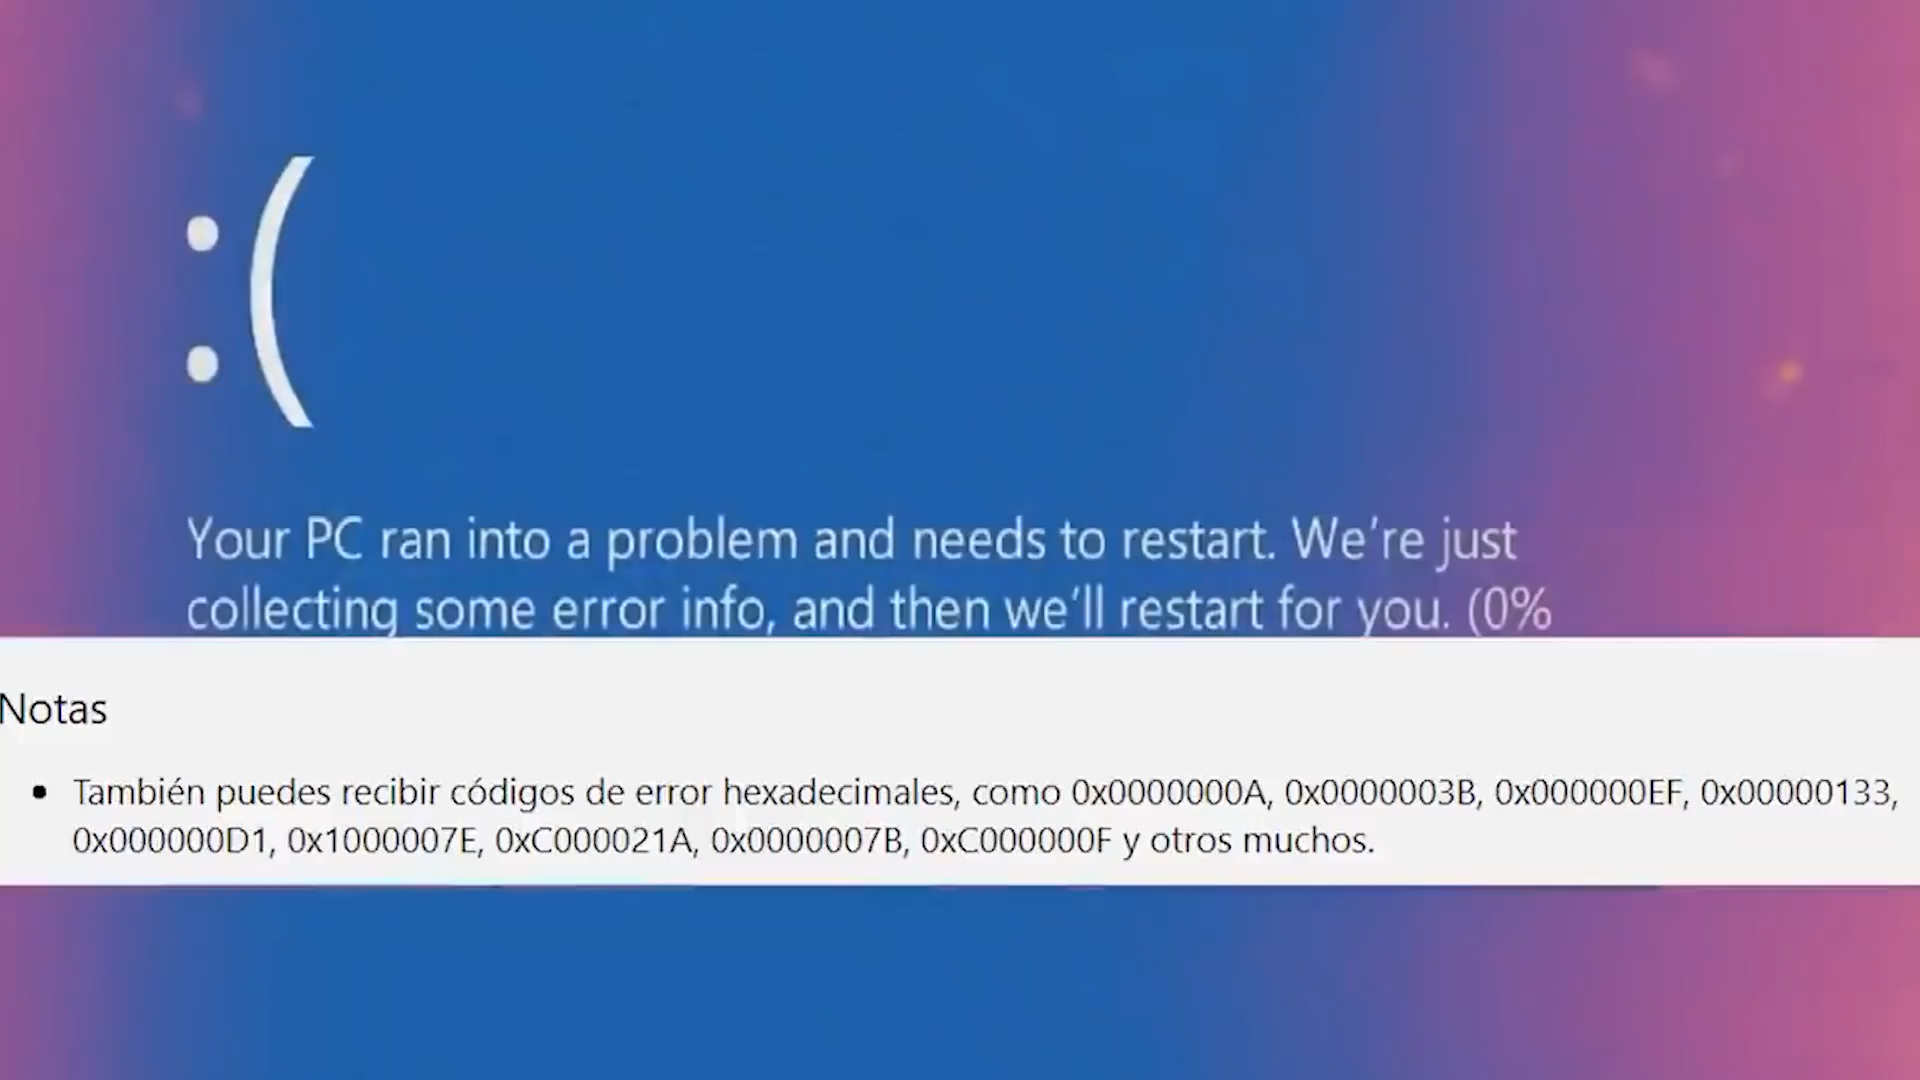 :(
Your PC ran into a problem and needs to restart. We're just
collecting some error info, and then we'll restart for you. (0%
Notas
• También puedes recibir códigos de error hexadecimales, como 0x0000000A, 0x0000003B, 0x000000EF, 0x00000133,
0x000000D1, 0x1000007E, 0xC000021A, 0x0000007B, 0xC000000F y otros muchos.